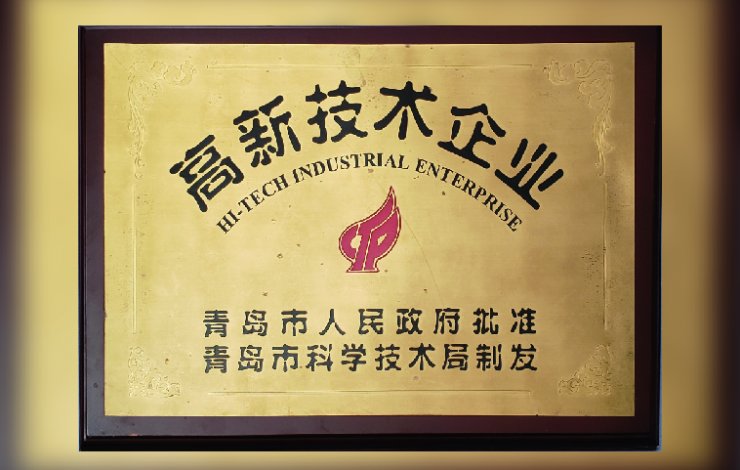 高新技术企业
HI-TECH INDUSTRIAL ENTERPRISE
CTP
青岛市人民政府批准
青岛市科学技术局制发